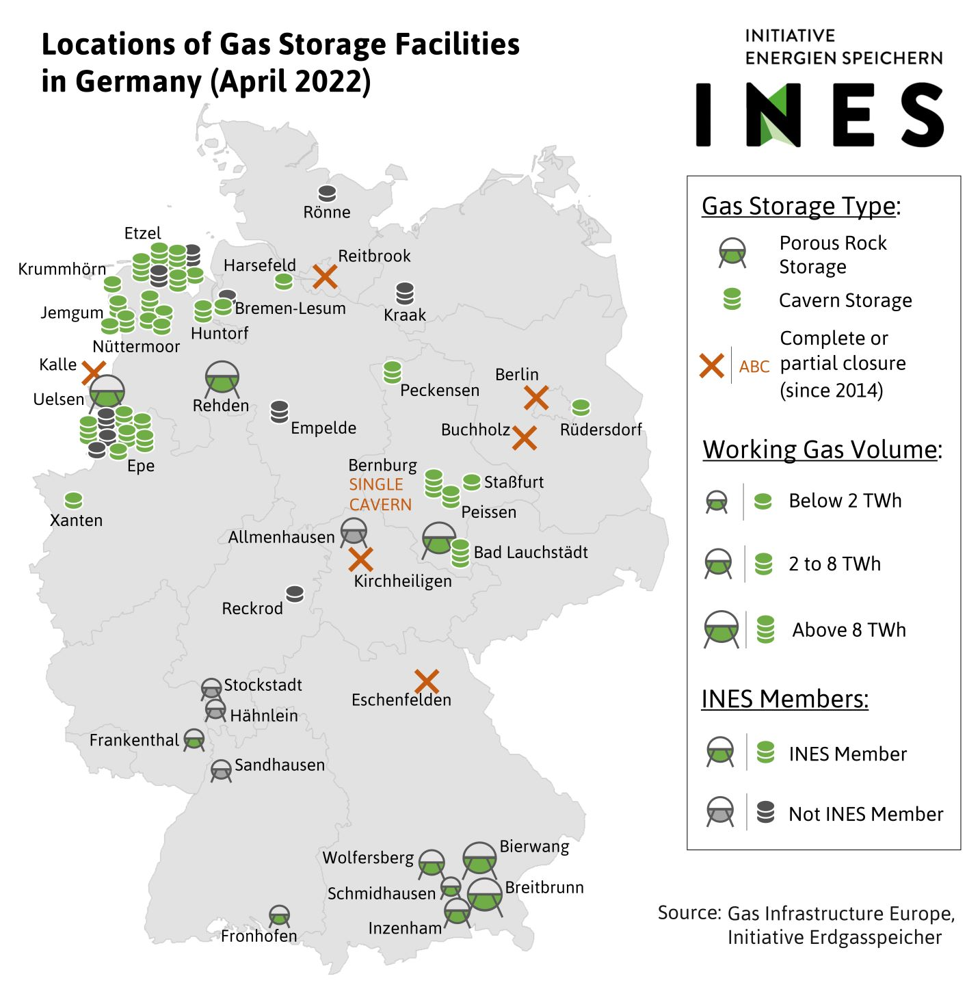 Locations of Gas Storage Facilities
in Germany (April 2022)
INITIATIVE
ENERGIEN SPEICHERN
INES
Rönne
Etzel
Krummhörn
Harsefeld
Reitbrook
Jemgum
Bremen-Lesum
Kraak
Huntorf
Nüttermoor
Kalle
Uelsen
Rehden
Peckensen
Berlin
Empelde
Buchholz
Rüdersdorf
Epe
Bernburg
SINGLE
CAVERN
Staßfurt
Peissen
Xanten
Allmenhausen
Bad Lauchstädt
Kirchheiligen
Reckrod
Stockstadt
Eschenfelden
Hähnlein
Frankenthal
Sandhausen
Bierwang
Wolfersberg
Schmidhausen
Breitbrunn
Inzenham
Fronhofen
Gas Storage Type:
Porous Rock
Storage
Cavern Storage
Complete or
ABC partial closure
(since 2014)
Working Gas Volume:
Below 2 TWh
2 to 8 TWh
Above 8 TWh
INES Members:
INES Member
Not INES Member
Source: Gas Infrastructure Europe,
Initiative Erdgasspeicher